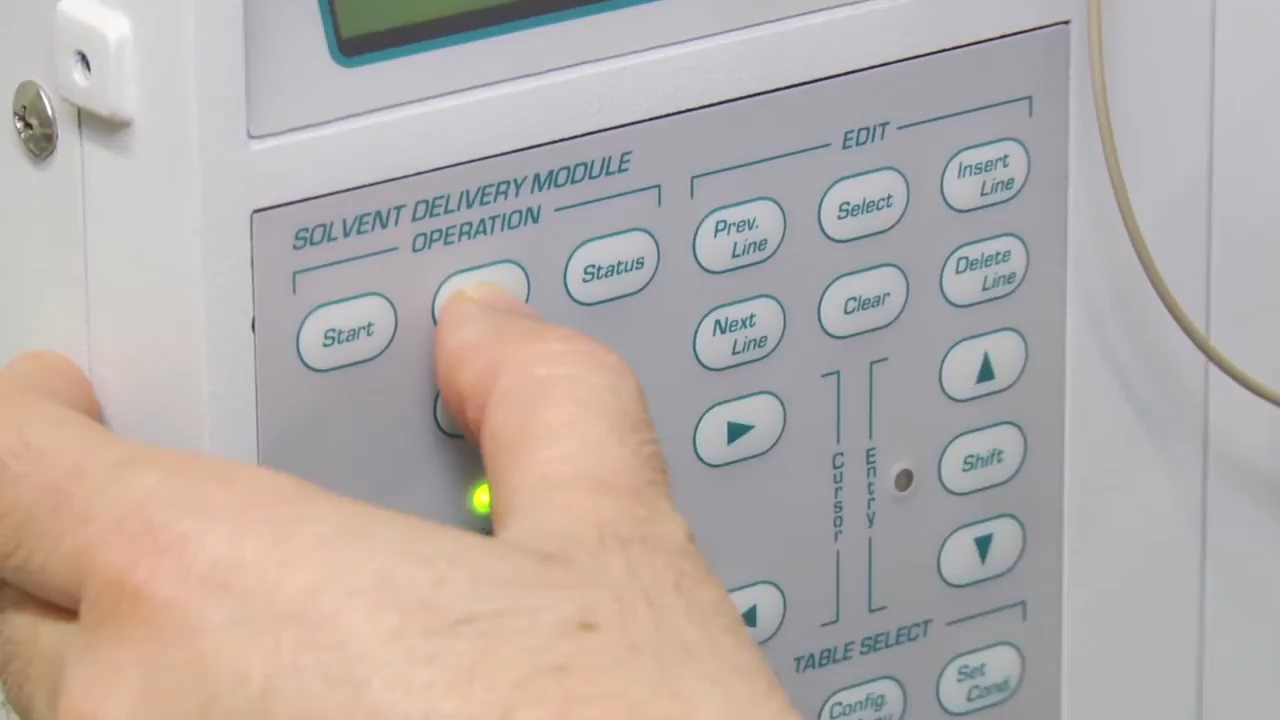 SOLVENT DELIVERY MODULE
OPERATION
Start
Status
EDIT
Prev.
Line
Select
Insert
Line
Next
Line
Clear
Delete
Line
Cursor
Entry
Shift
TABLE SELECT
Config.
Set
Cond.